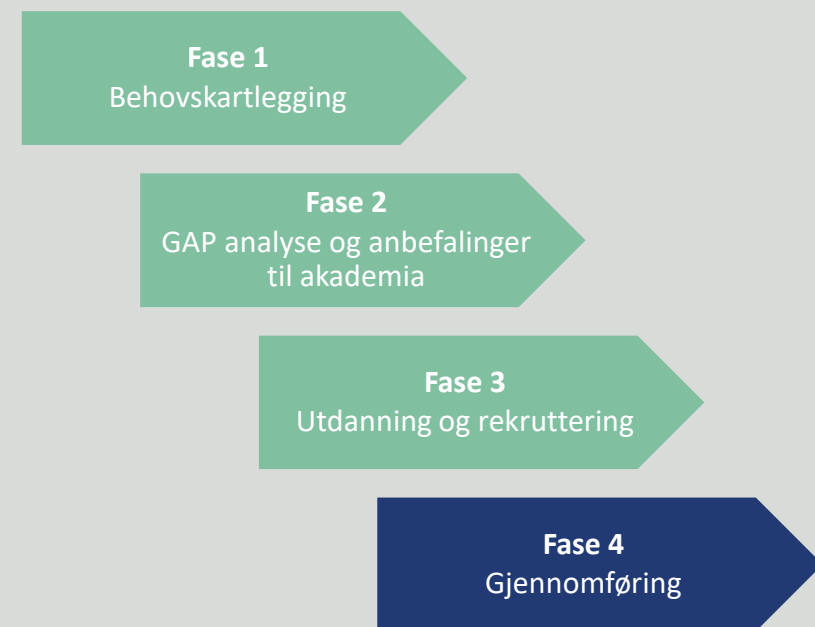 Fase 1
Behovskartlegging
Fase 2
GAP analyse og anbefalinger
til akademia
Fase 3
Utdanning og rekruttering
Fase 4
Gjennomføring